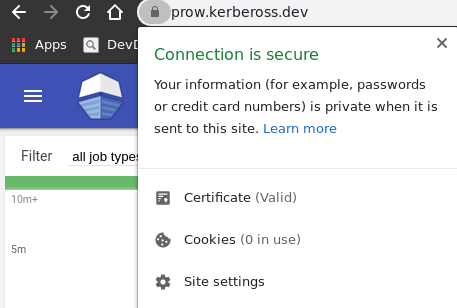 prow.kerbeross.dev
Apps
DevD
Connection is secure
Your information (for example, passwords
or credit card numbers) is private when it is
sent to this site. Learn more
Filter
all job types
10m+
5m
Certificate (Valid)
Cookies (0 in use)
Site settings